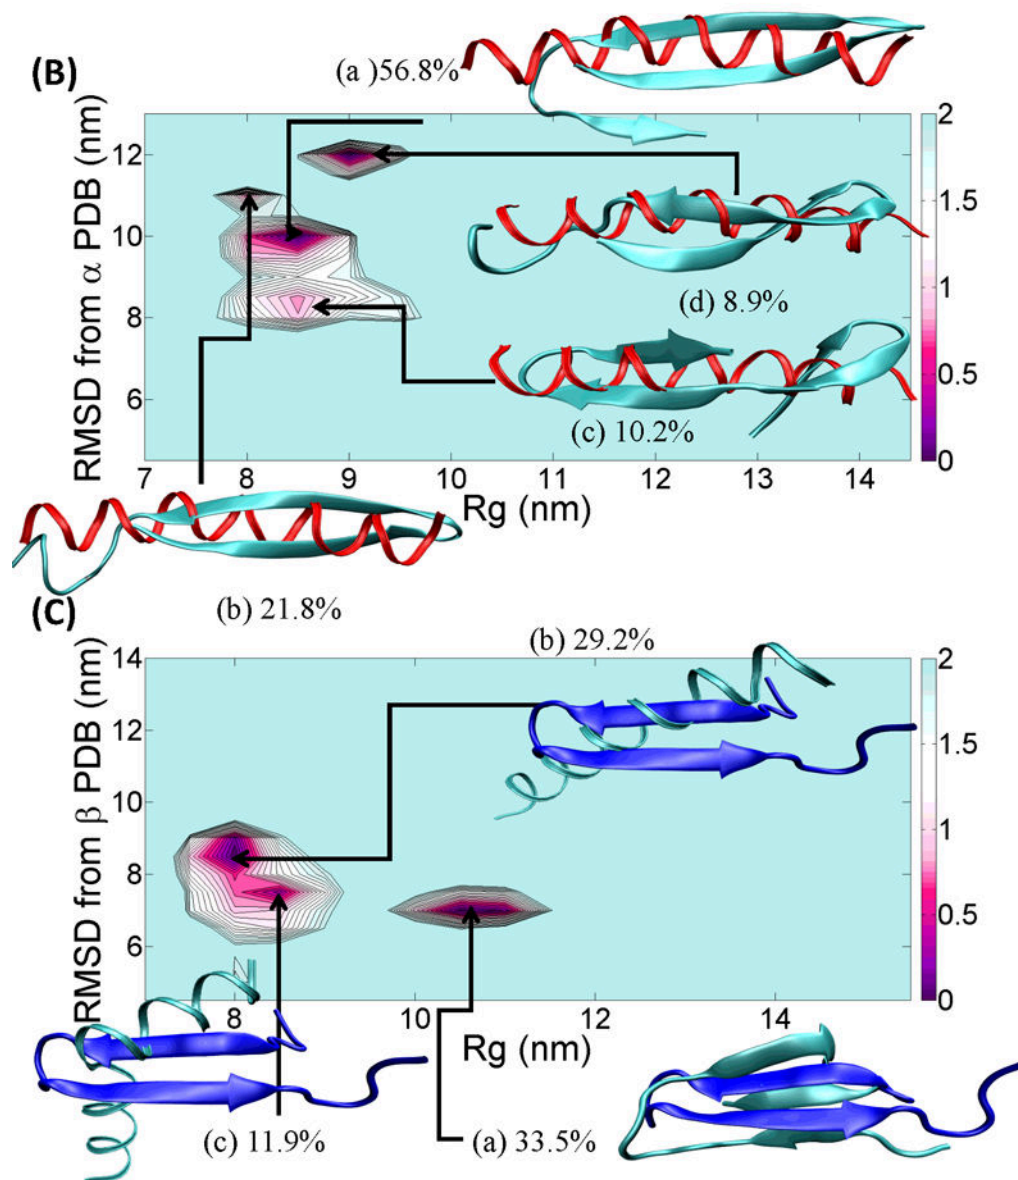 (B)
(a )56.8%
RMSD from α PDB (nm)
12
10
8
6
7 8 9 10 11 12 13 14
Rg (nm)
2
1.5
1
0.5
0
(d) 8.9%
(c) 10.2%
(b) 21.8%
(C)
RMSD from β PDB (nm)
14
12
10
8
6
8 10 12 14
Rg (nm)
2
1.5
1
0.5
0
(b) 29.2%
(c) 11.9%
(a) 33.5%